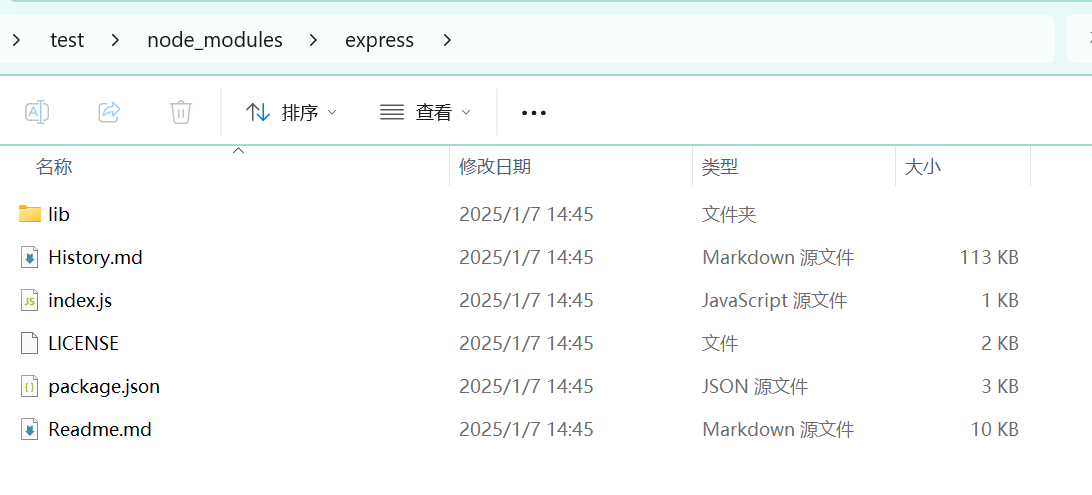 test node_modules express
排序 查看
名称 修改日期 类型 大小
lib 2025/1/7 14:45 文件夹
History.md 2025/1/7 14:45 Markdown 源文件 113 KB
index.js 2025/1/7 14:45 JavaScript 源文件 1 KB
LICENSE 2025/1/7 14:45 文件 2 KB
package.json 2025/1/7 14:45 JSON 源文件 3 KB
Readme.md 2025/1/7 14:45 Markdown 源文件 10 KB